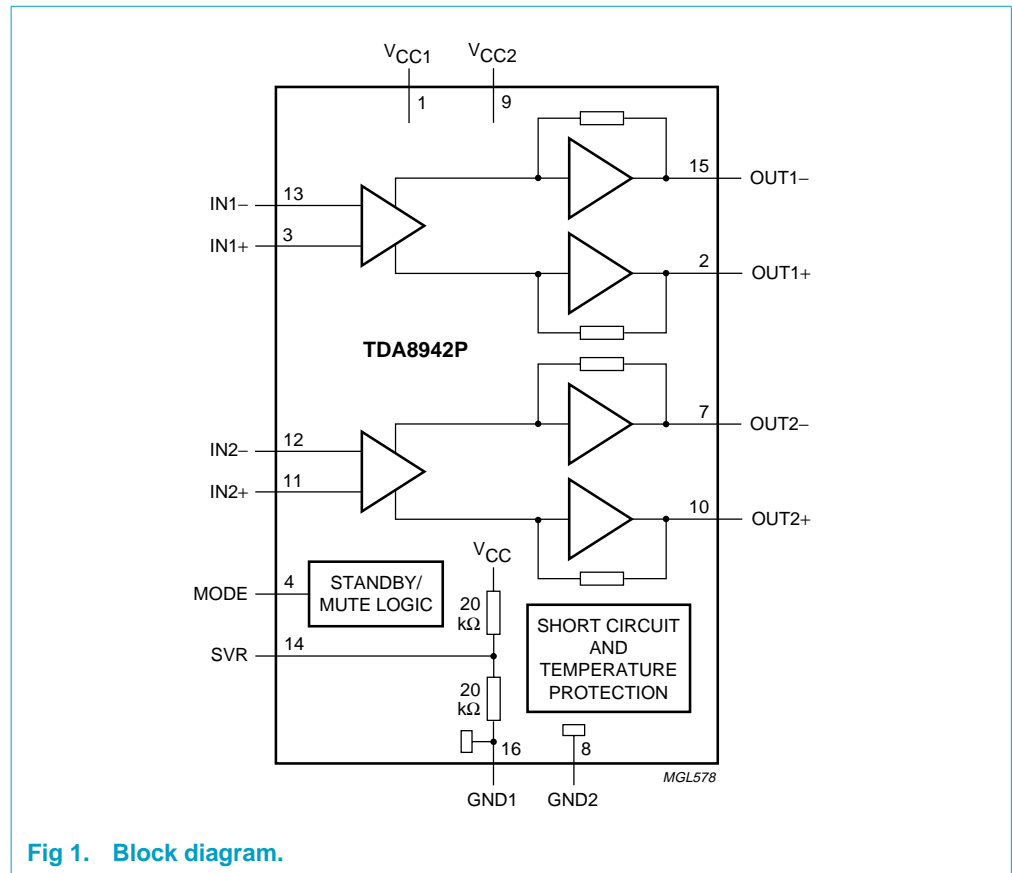 VCC1
VCC2
1
9
15
OUT1−
13
IN1−
3
IN1+
2
OUT1+
TDA8942P
7
OUT2−
12
IN2−
11
IN2+
10
OUT2+
VCC
4
MODE
STANDBY/
MUTE LOGIC
20
kΩ
SHORT CIRCUIT
AND
TEMPERATURE
PROTECTION
14
SVR
20
kΩ
16
8
MGL578
GND1
GND2
Fig 1. Block diagram.